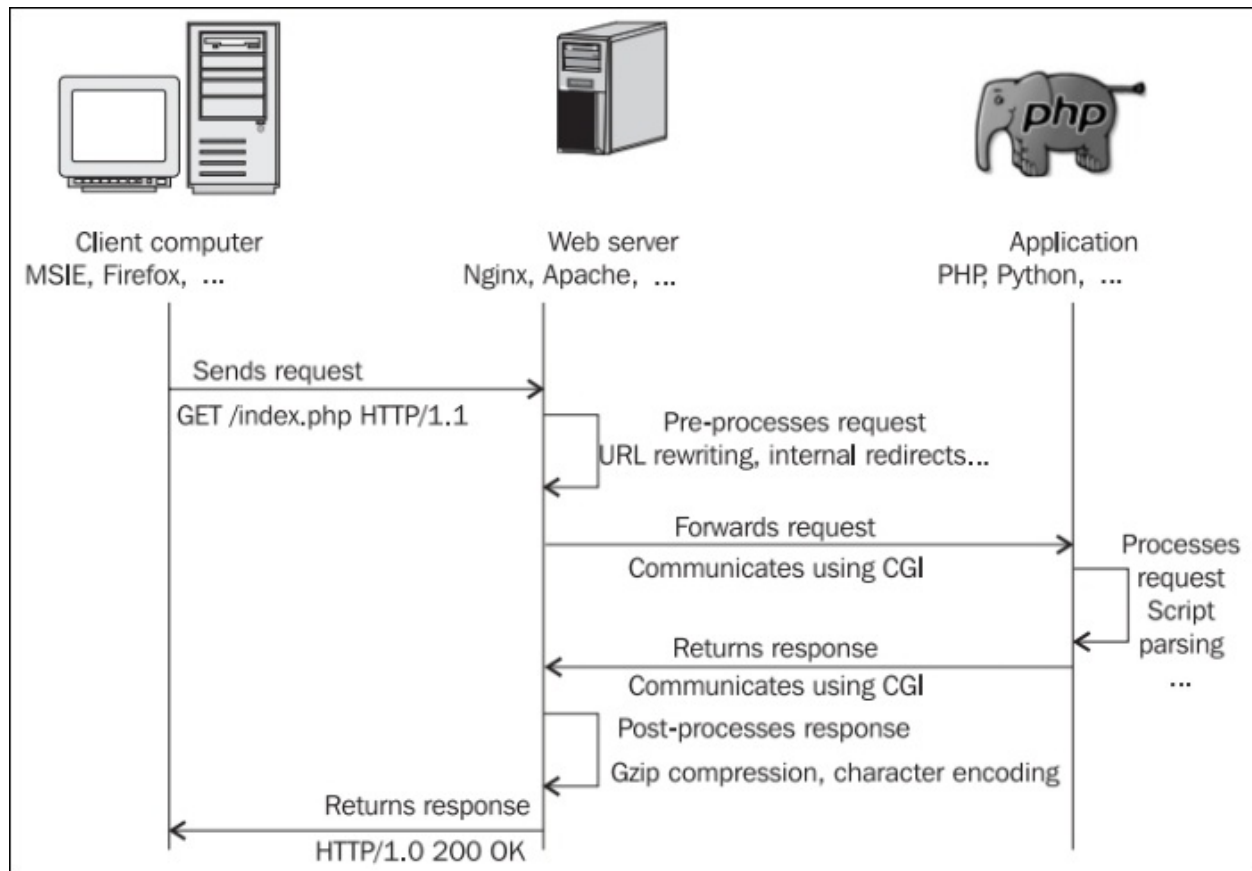 php
Client computer
MSIE, Firefox, ...
Web server
Nginx, Apache, ...
Application
PHP, Python, ...
Sends request
GET /index.php HTTP/1.1
Pre-processes request
URL rewriting, internal redirects...
Forwards request
Communicates using CGI
Processes
request
Script
parsing
...
Returns response
Communicates using CGI
Post-processes response
Gzip compression, character encoding
Returns response
HTTP/1.0 200 OK